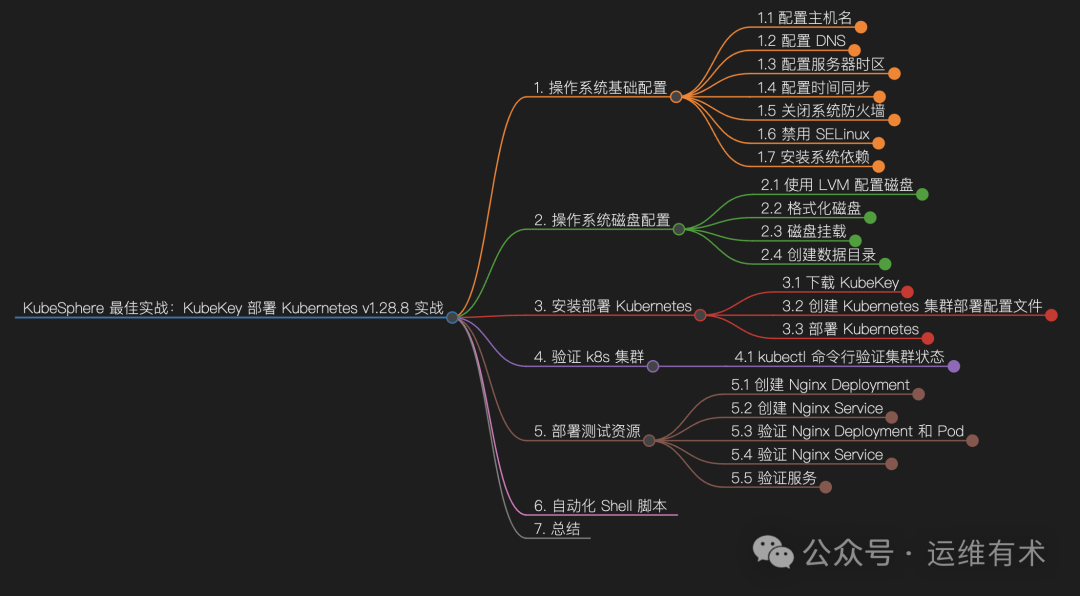 KubeSphere 最佳实战：KubeKey 部署 Kubernetes v1.28.8 实战
1. 操作系统基础配置
1.1 配置主机名
1.2 配置 DNS
1.3 配置服务器时区
1.4 配置时间同步
1.5 关闭系统防火墙
1.6 禁用 SELinux
1.7 安装系统依赖
2. 操作系统磁盘配置
2.1 使用 LVM 配置磁盘
2.2 格式化磁盘
2.3 磁盘挂载
2.4 创建数据目录
3. 安装部署 Kubernetes
3.1 下载 KubeKey
3.2 创建 Kubernetes 集群部署配置文件
3.3 部署 Kubernetes
4. 验证 k8s 集群
4.1 kubectl 命令行验证集群状态
5. 部署测试资源
5.1 创建 Nginx Deployment
5.2 创建 Nginx Service
5.3 验证 Nginx Deployment 和 Pod
5.4 验证 Nginx Service
5.5 验证服务
6. 自动化 Shell 脚本
7. 总结
公众号 · 运维有术